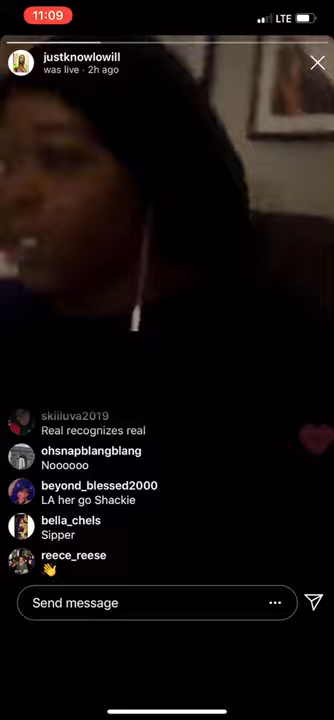 11:09
LTE
justknowlowill
was live · 2h ago
skiiluva2019
Real recognizes real
ohsnapblangblang
Noooooo
beyond_blessed2000
LA her go Shackie
bella_chels
Sipper
reece_reese
👋
Send message